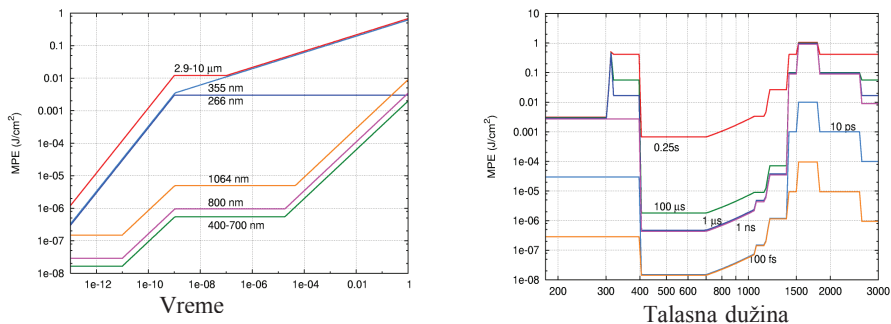 1
0.1
0.01
0.001
1e-04
1e-05
1e-06
1e-07
1e-08
MPE (J/cm²)
2.9-10 μm
355 nm
266 nm
1064 nm
800 nm
400-700 nm
1e-12 1e-10 1e-08 1e-06 1e-04 0.01 1
Vreme
10
1
0.1
0.01
0.001
1e-04
1e-05
1e-06
1e-07
1e-08
MPE (J/cm²)
10 ps
0.25s
100 μs
1 μs
1 ns
100 fs
200 300 400 500 600 800 1000 1500 2000 3000
Talasna dužina